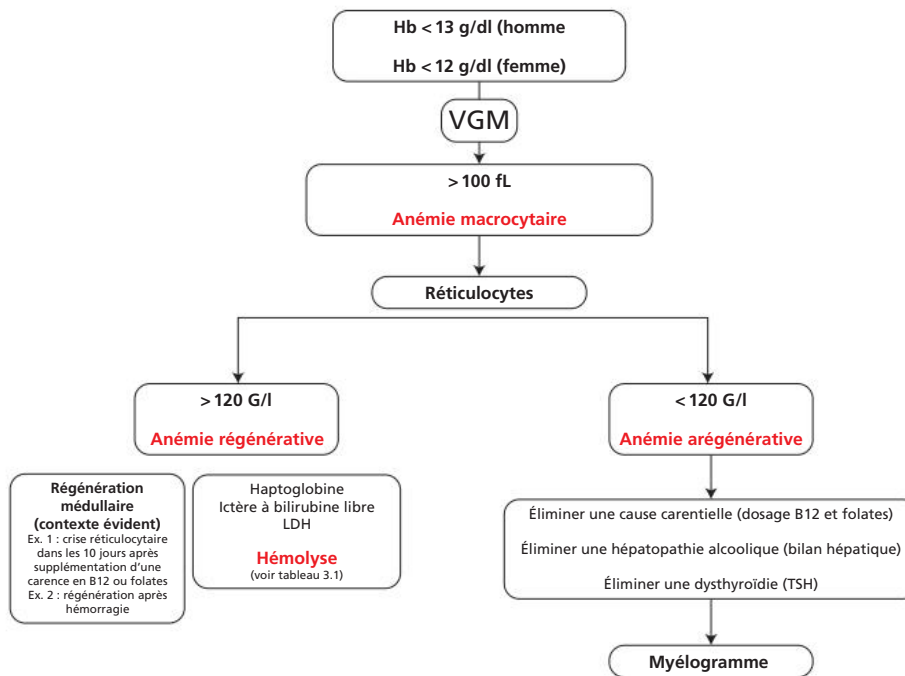 Hb < 13 g/dl (homme
Hb < 12 g/dl (femme)
VGM
> 100 fL
Anémie macrocytaire
Réticulocytes
> 120 G/l
Anémie régénérative
< 120 G/l
Anémie arégénérative
Régénération
médullaire
(contexte évident)
Ex. 1 : crise réticulocytaire
dans les 10 jours après
supplémentation d'une
carence en B12 ou folates
Ex. 2 : régénération après
hémorragie
Haptoglobine
Ictère à bilirubine libre
LDH
Hémolyse
(voir tableau 3.1)
Éliminer une cause carentielle (dosage B12 et folates)
Éliminer une hépatopathie alcoolique (bilan hépatique)
Éliminer une dysthyroïdie (TSH)
Myélogramme